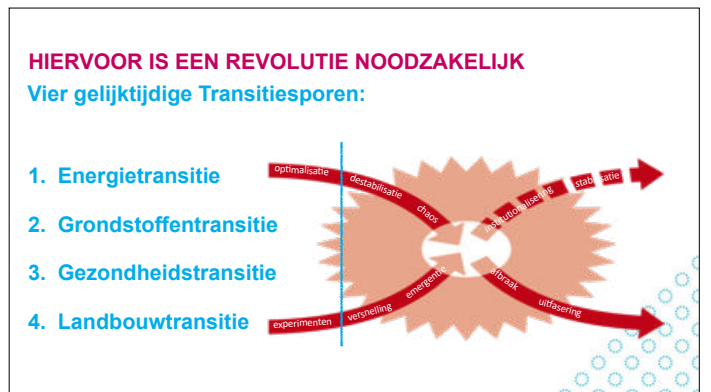 HIERVOOR IS EEN REVOLUTIE NOODZAKELIJK
Vier gelijktijdige Transitiesporen:
1. Energietransitie
2. Grondstoffentransitie
3. Gezondheidstransitie
4. Landbouwtransitie
optimalisatie
destabilisatie
chaos
institutionalisering
stabilisatie
experimenten
versnelling
emergentie
afbraak
uitfasering